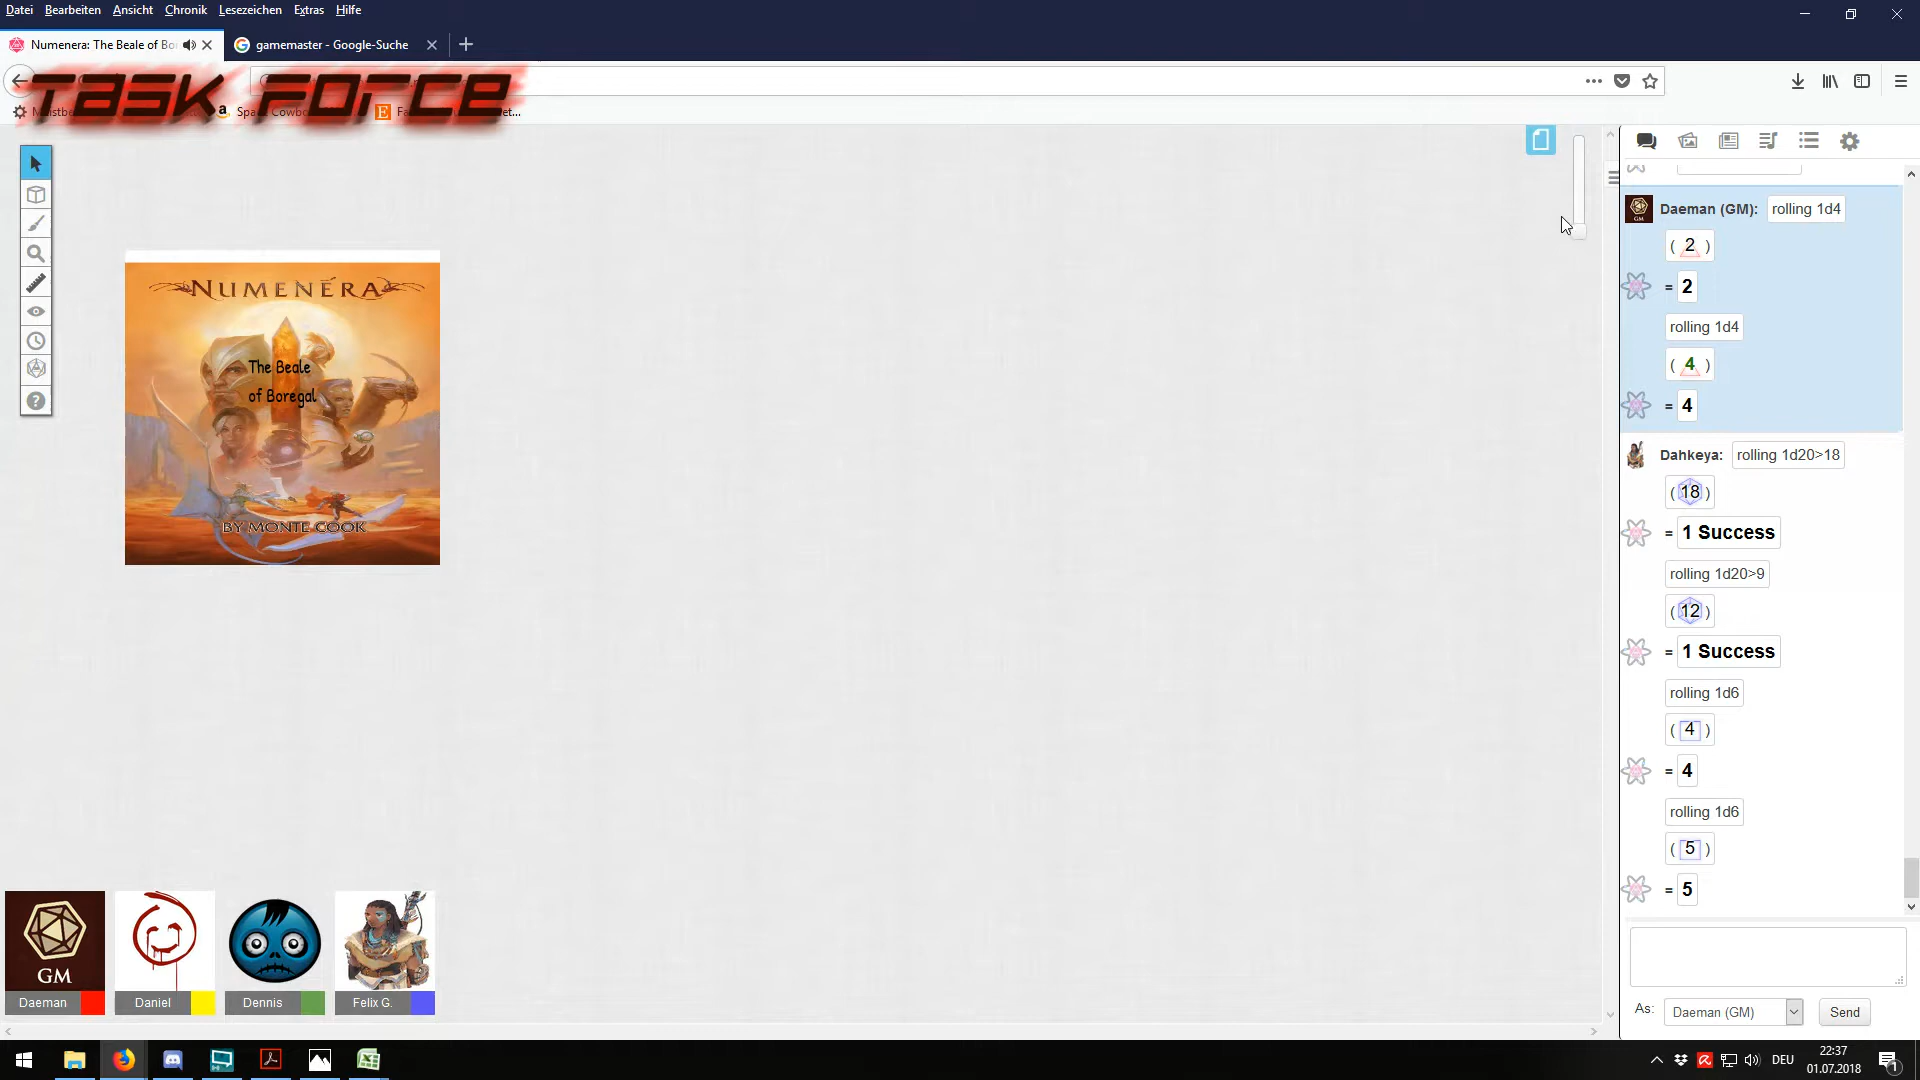 Datei Bearbeiten Ansicht Chronik Lesezeichen Extras Hilfe
Numenera: The Beale of Bo
gamemaster - Google-Suche
Task Force
NUMENÉRA
The Beale
of Boregal
BY MONTE COOK
GM
Daeman
Daniel
Dennis
Felix G.
Daeman (GM): rolling 1d4
( 2 )
= 2
rolling 1d4
( 4 )
= 4
Dahkeya: rolling 1d20>18
( 18 )
= 1 Success
rolling 1d20>9
( 12 )
= 1 Success
rolling 1d6
( 4 )
= 4
rolling 1d6
( 5 )
= 5
As: Daeman (GM) Send
DEU
22:37
01.07.2018
1